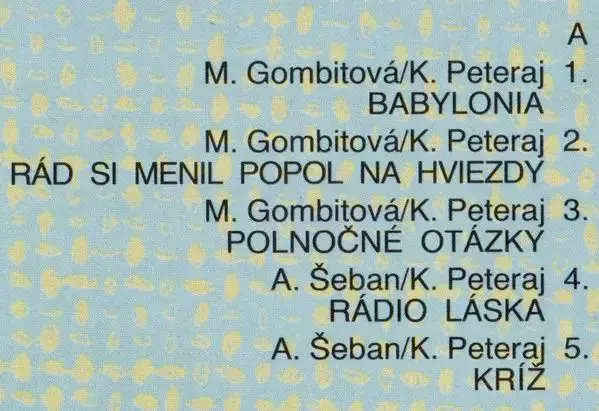 A
M. Gombitová/K. Peteraj 1.
BABYLONIA
M. Gombitová/K. Peteraj 2.
RÁD SI MENIL POPOL NA HVIEZDY
M. Gombitová/K. Peteraj 3.
POLNOČNÉ OTÁZKY
A. Šeban/K. Peteraj 4.
RÁDIO LÁSKA
A. Šeban/K. Peteraj 5.
KRÍŽ